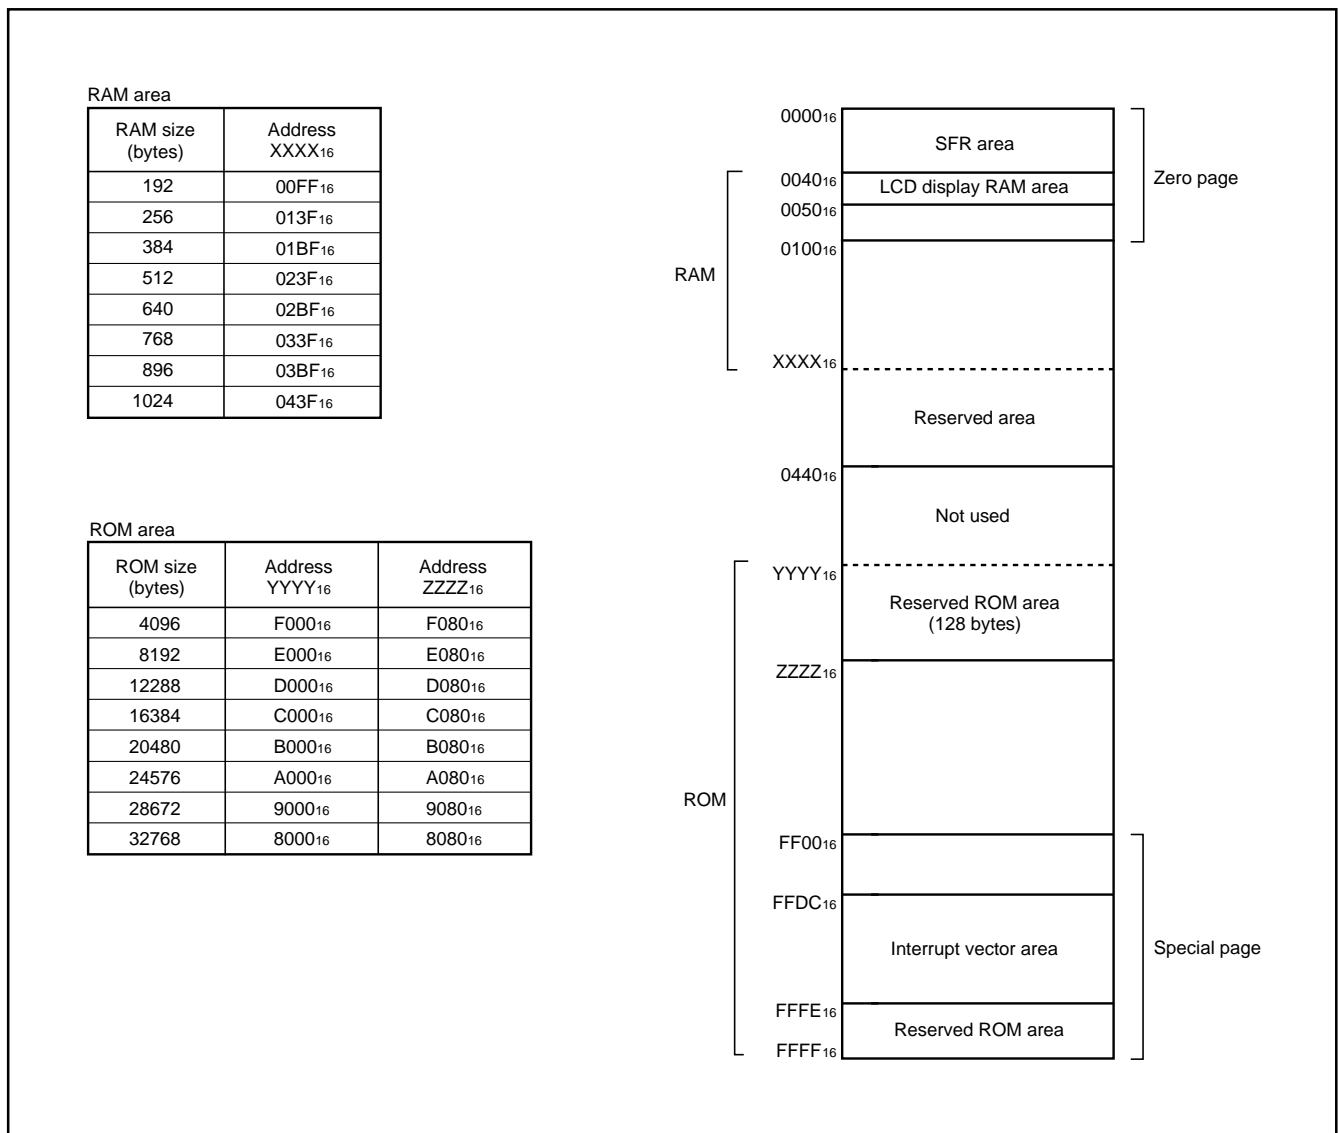 RAM area
RAM size (bytes) Address XXXX16
192 00FF16
256 013F16
384 01BF16
512 023F16
640 02BF16
768 033F16
896 03BF16
1024 043F16
ROM area
ROM size (bytes) Address YYYY16 Address ZZZZ16
4096 F00016 F08016
8192 E00016 E08016
12288 D00016 D08016
16384 C00016 C08016
20480 B00016 B08016
24576 A00016 A08016
28672 900016 908016
32768 800016 808016
000016
SFR area
Zero page
004016
LCD display RAM area
005016
010016
RAM
XXXX16
Reserved area
044016
Not used
YYYY16
Reserved ROM area
(128 bytes)
ZZZZ16
ROM
FF0016
FFDC16
Interrupt vector area
Special page
FFFE16
Reserved ROM area
FFFF16